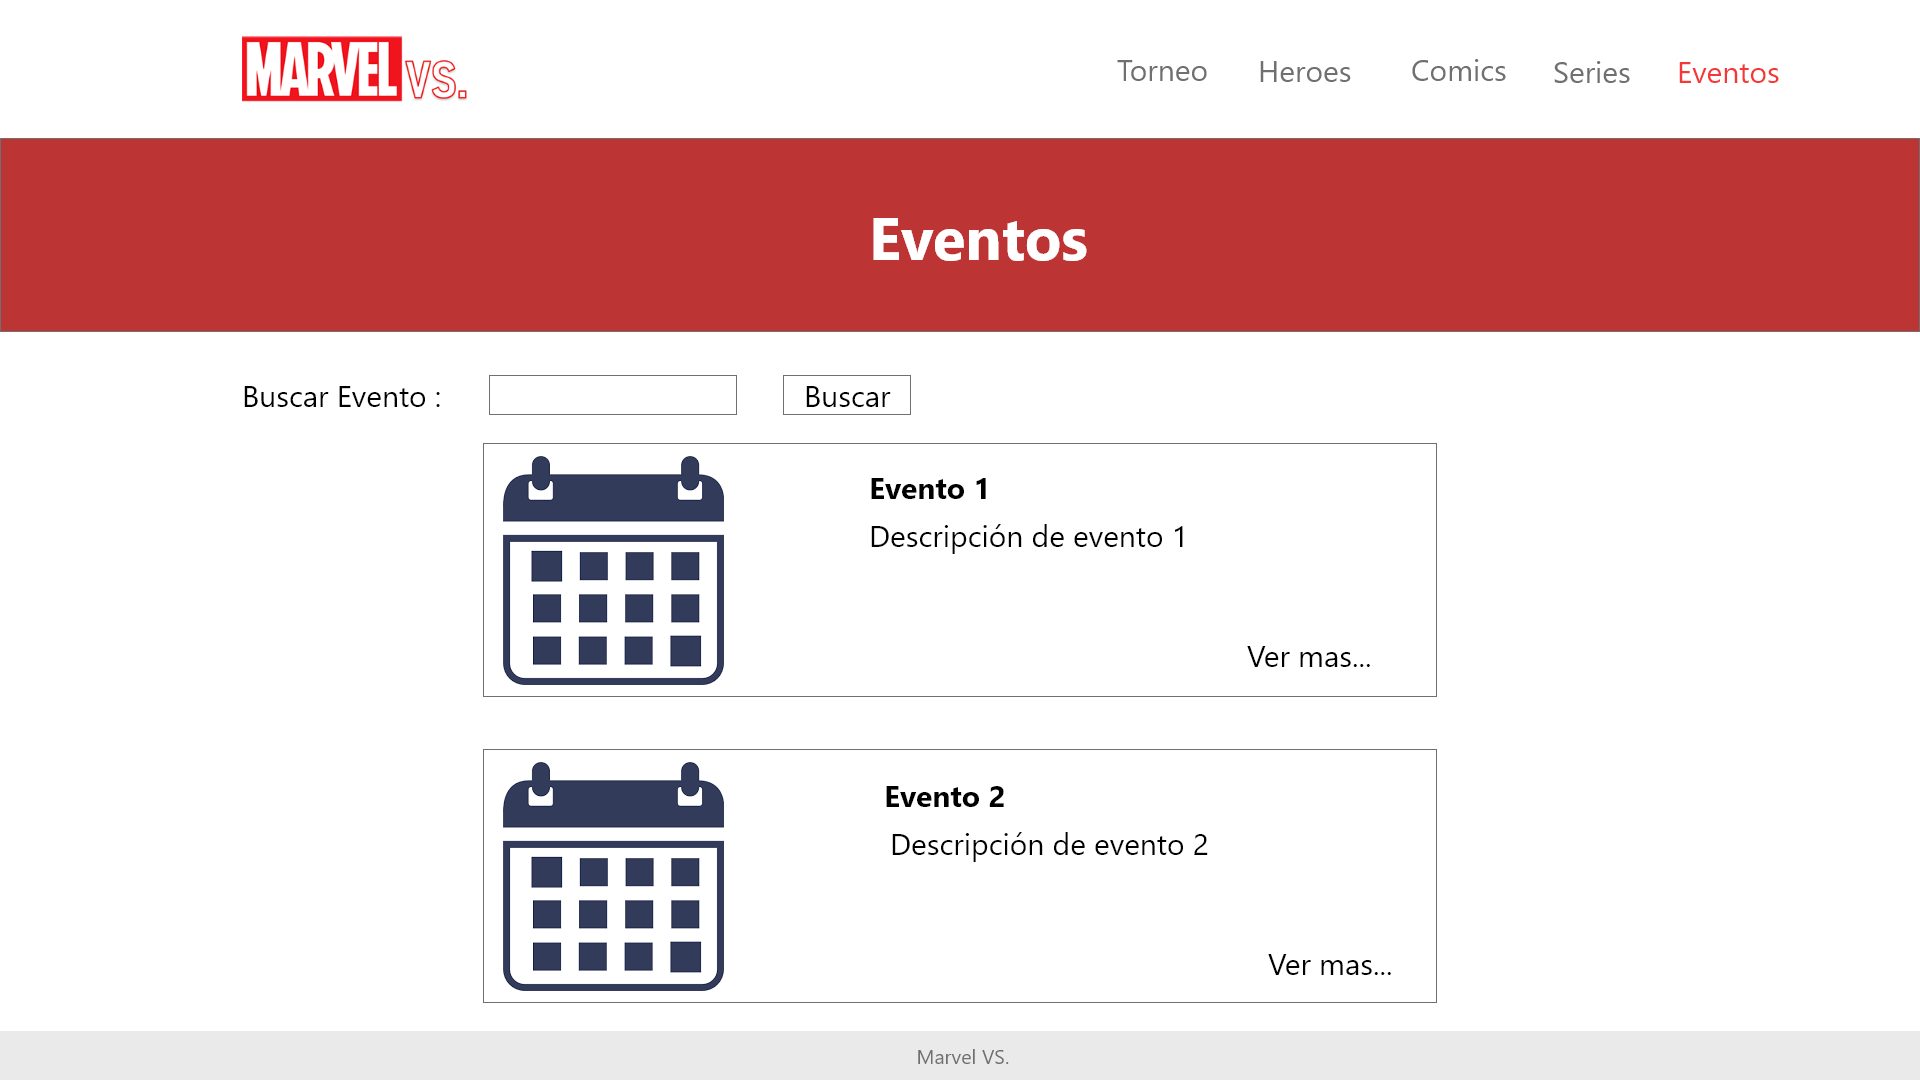 MARVEL VS.
Torneo Heroes Comics Series Eventos
Eventos
Buscar Evento : Buscar
Evento 1
Descripción de evento 1
Ver mas...
Evento 2
Descripción de evento 2
Ver mas...
Marvel VS.